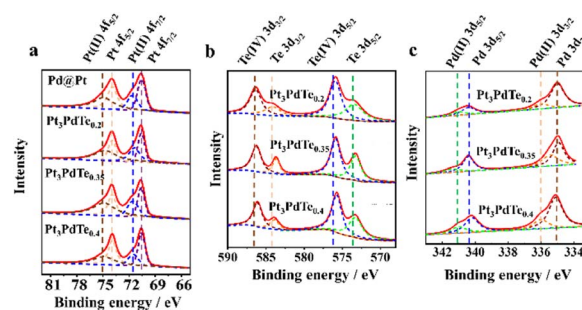 a
Pt(II) 4f5/2
Pt 4f5/2
Pt(II) 4f7/2
Pt 4f7/2
Pd@Pt
Pt3PdTe0.2
Pt3PdTe0.35
Pt3PdTe0.4
Intensity
81 78 75 72 69 66
Binding energy / eV
b
Te(IV) 3d3/2
Te 3d3/2
Te(IV) 3d5/2
Te 3d5/2
Pt3PdTe0.2
Pt3PdTe0.35
Pt3PdTe0.4
Intensity
590 585 580 575 570
Binding energy / eV
c
Pd(II) 3d5/2
Pd 3d5/2
Pd(II) 3d3/2
Pd 3d
Pt3PdTe0.2
Pt3PdTe0.35
Pt3PdTe0.4
Intensity
342 340 338 336 334
Binding energy / eV